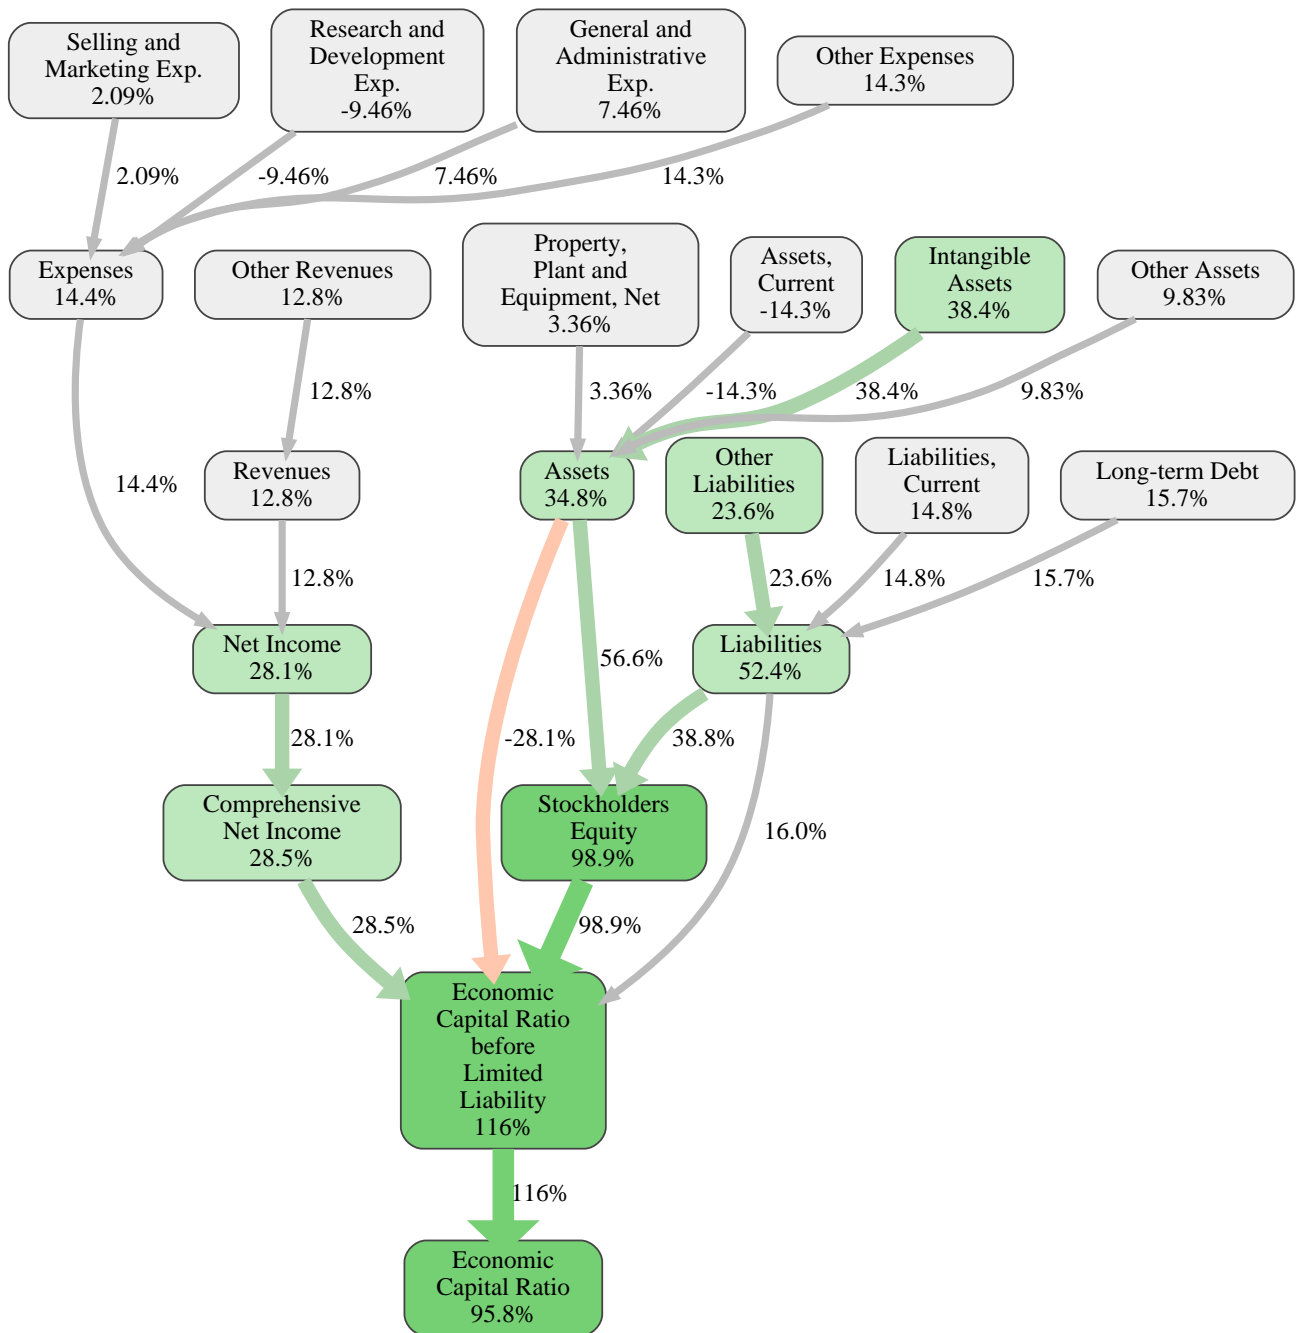 Selling and
Marketing Exp.
2.09%
Research and
Development
Exp.
-9.46%
General and
Administrative
Exp.
7.46%
Other Expenses
14.3%
2.09%
-9.46%
7.46%
14.3%
Expenses
14.4%
Other Revenues
12.8%
Property,
Plant and
Equipment, Net
3.36%
Assets,
Current
-14.3%
Intangible
Assets
38.4%
Other Assets
9.83%
12.8%
3.36%
-14.3%
38.4%
9.83%
14.4%
Revenues
12.8%
Assets
34.8%
Other
Liabilities
23.6%
Liabilities,
Current
14.8%
Long-term Debt
15.7%
12.8%
23.6%
14.8%
15.7%
Net Income
28.1%
56.6%
Liabilities
52.4%
28.1%
-28.1%
38.8%
Comprehensive
Net Income
28.5%
Stockholders
Equity
98.9%
16.0%
28.5%
98.9%
Economic
Capital Ratio
before
Limited
Liability
116%
116%
Economic
Capital Ratio
95.8%